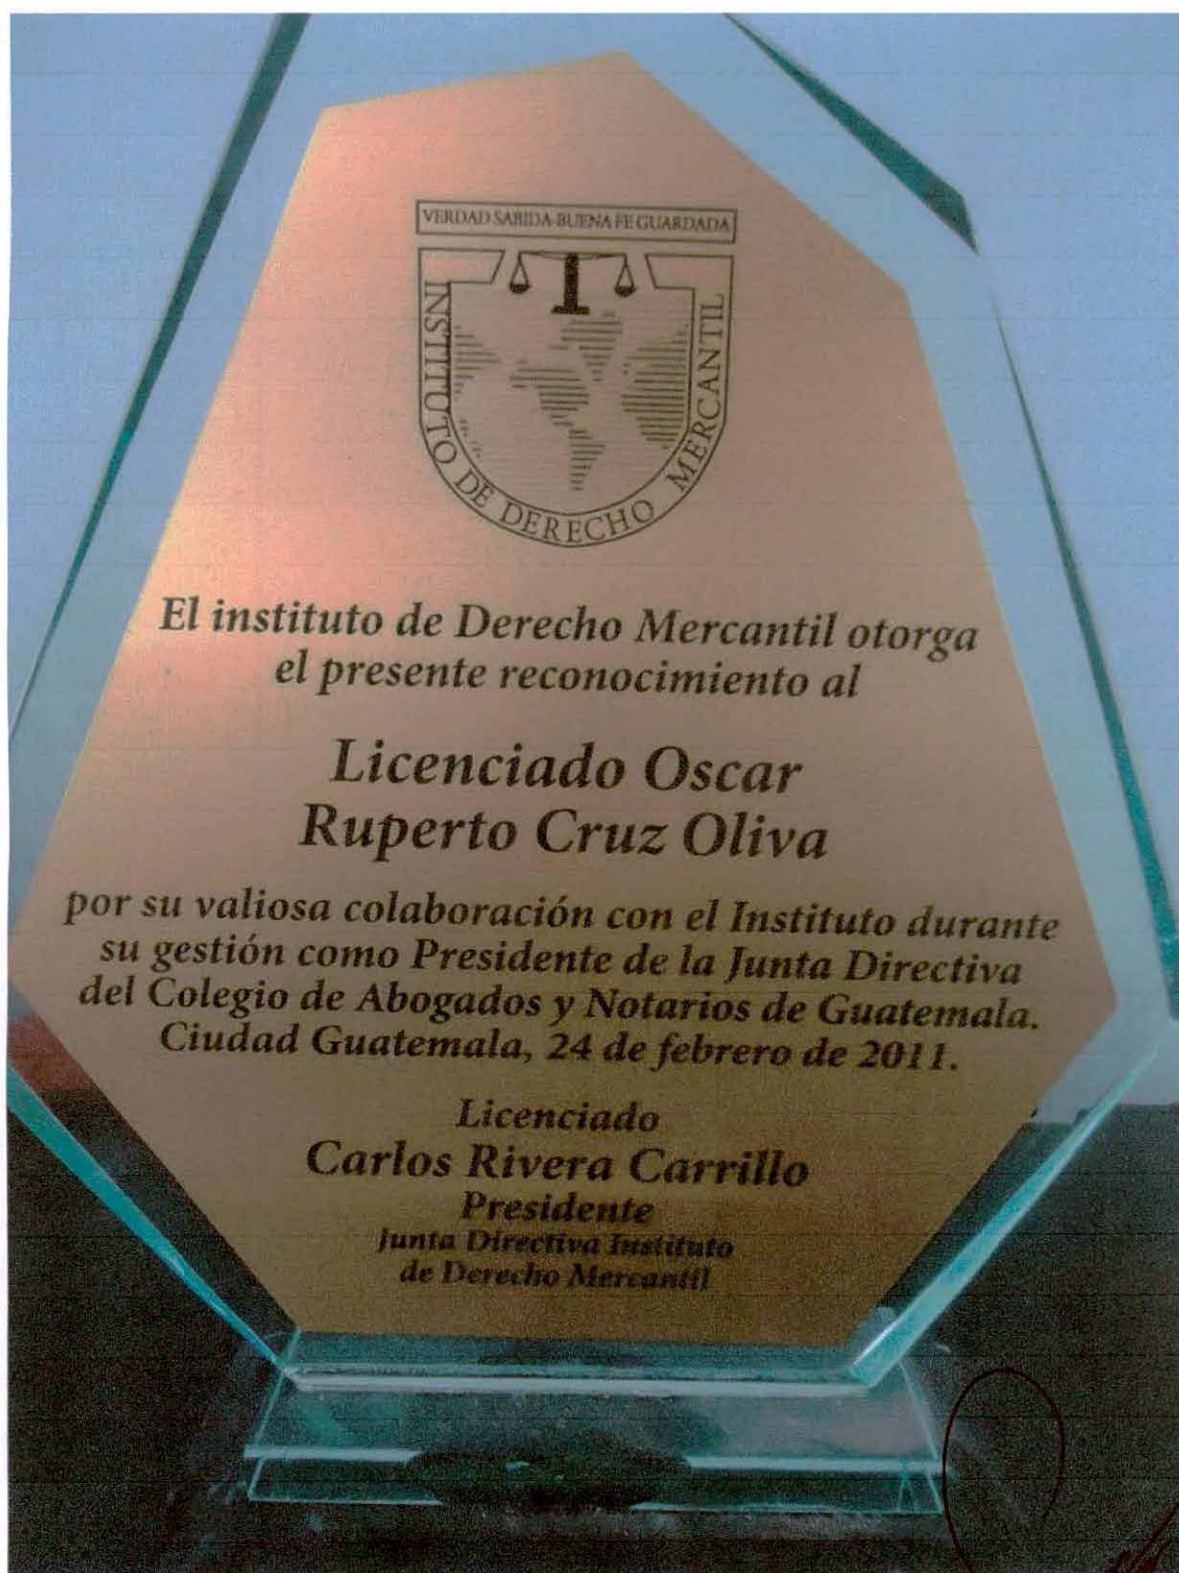 VERDAD SABIDA-BUENA FE GUARDADA
INSTITUTO DE DERECHO MERCANTIL
El instituto de Derecho Mercantil otorga
el presente reconocimiento al
Licenciado Oscar
Ruperto Cruz Oliva
por su valiosa colaboración con el Instituto durante
su gestión como Presidente de la Junta Directiva
del Colegio de Abogados y Notarios de Guatemala.
Ciudad Guatemala, 24 de febrero de 2011.
Licenciado
Carlos Rivera Carrillo
Presidente
Junta Directiva Instituto
de Derecho Mercantil